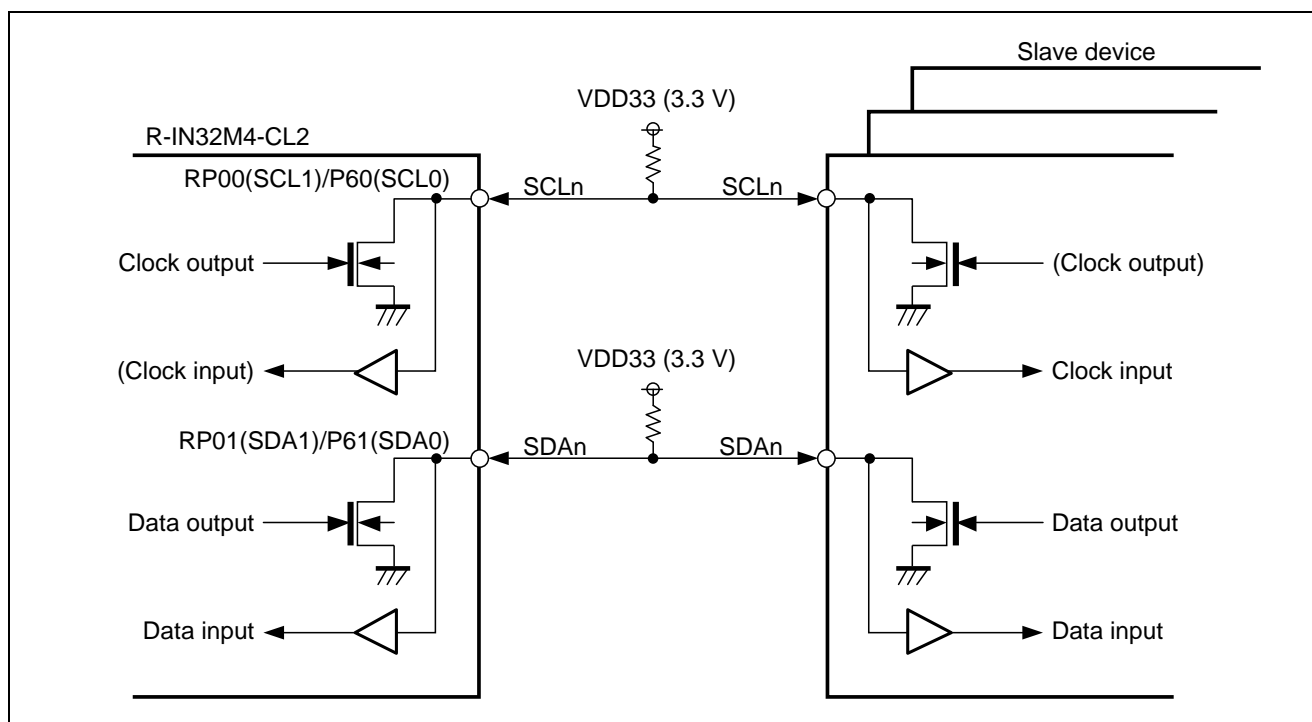 Slave device
VDD33 (3.3 V)
R-IN32M4-CL2
RP00(SCL1)/P60(SCL0)
SCLn
SCLn
Clock output
(Clock output)
(Clock input)
Clock input
VDD33 (3.3 V)
RP01(SDA1)/P61(SDA0)
SDAn
SDAn
Data output
Data output
Data input
Data input